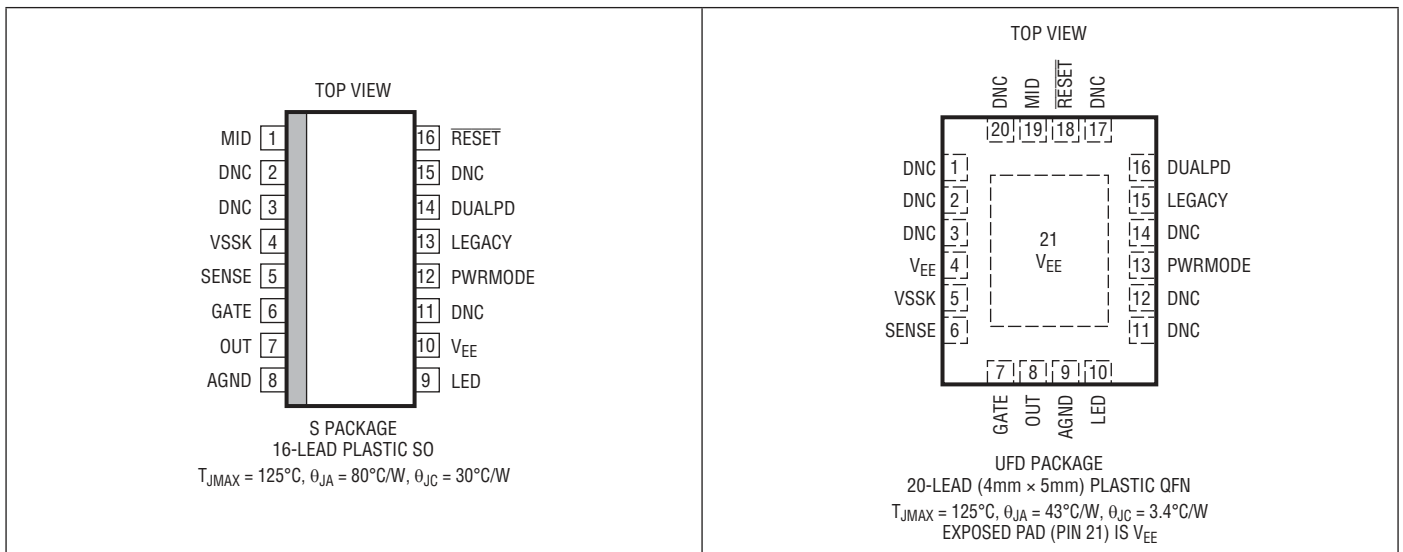 TOP VIEW
MID 1
DNC 2
DNC 3
VSSK 4
SENSE 5
GATE 6
OUT 7
AGND 8
16 RESET
15 DNC
14 DUALPD
13 LEGACY
12 PWRMODE
11 DNC
10 VEE
9 LED
S PACKAGE
16-LEAD PLASTIC SO
TJMAX = 125°C, θJA = 80°C/W, θJC = 30°C/W
TOP VIEW
DNC MID RESET DNC
20 19 18 17
DNC 1
DNC 2
DNC 3
VEE 4
VSSK 5
SENSE 6
21
VEE
16 DUALPD
15 LEGACY
14 DNC
13 PWRMODE
12 DNC
11 DNC
7 8 9 10
GATE OUT AGND LED
UFD PACKAGE
20-LEAD (4mm × 5mm) PLASTIC QFN
TJMAX = 125°C, θJA = 43°C/W, θJC = 3.4°C/W
EXPOSED PAD (PIN 21) IS VEE